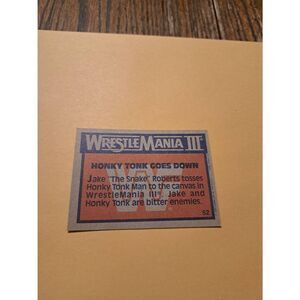 WRESTLEMANIA III
HONKY TONK GOES DOWN
Jake "The Snake" Roberts tosses
Honky Tonk Man to the canvas in
WrestleMania III. Jake and
Honky Tonk are bitter enemies.
52